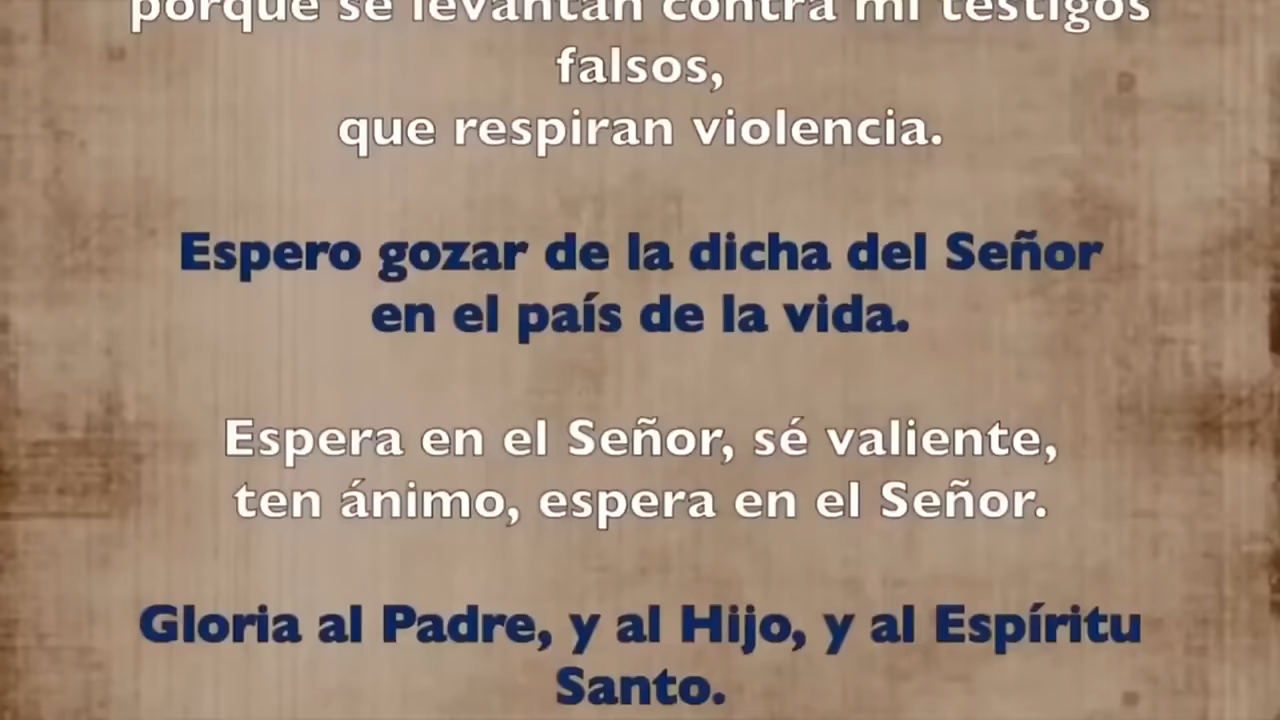 porque se levantan contra mí testigos
falsos,
que respiran violencia.
Espero gozar de la dicha del Señor
en el país de la vida.
Espera en el Señor, sé valiente,
ten ánimo, espera en el Señor.
Gloria al Padre, y al Hijo, y al Espíritu
Santo.